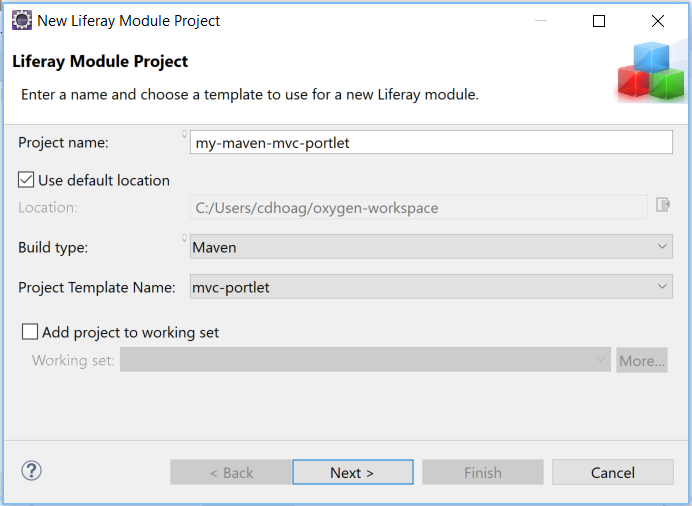 New Liferay Module Project
Liferay Module Project
Enter a name and choose a template to use for a new Liferay module.
Project name: my-maven-mvc-portlet
Use default location
Location: C:/Users/cdhoag/oxygen-workspace
Build type: Maven
Project Template Name: mvc-portlet
Add project to working set
Working set: More...
? < Back Next > Finish Cancel